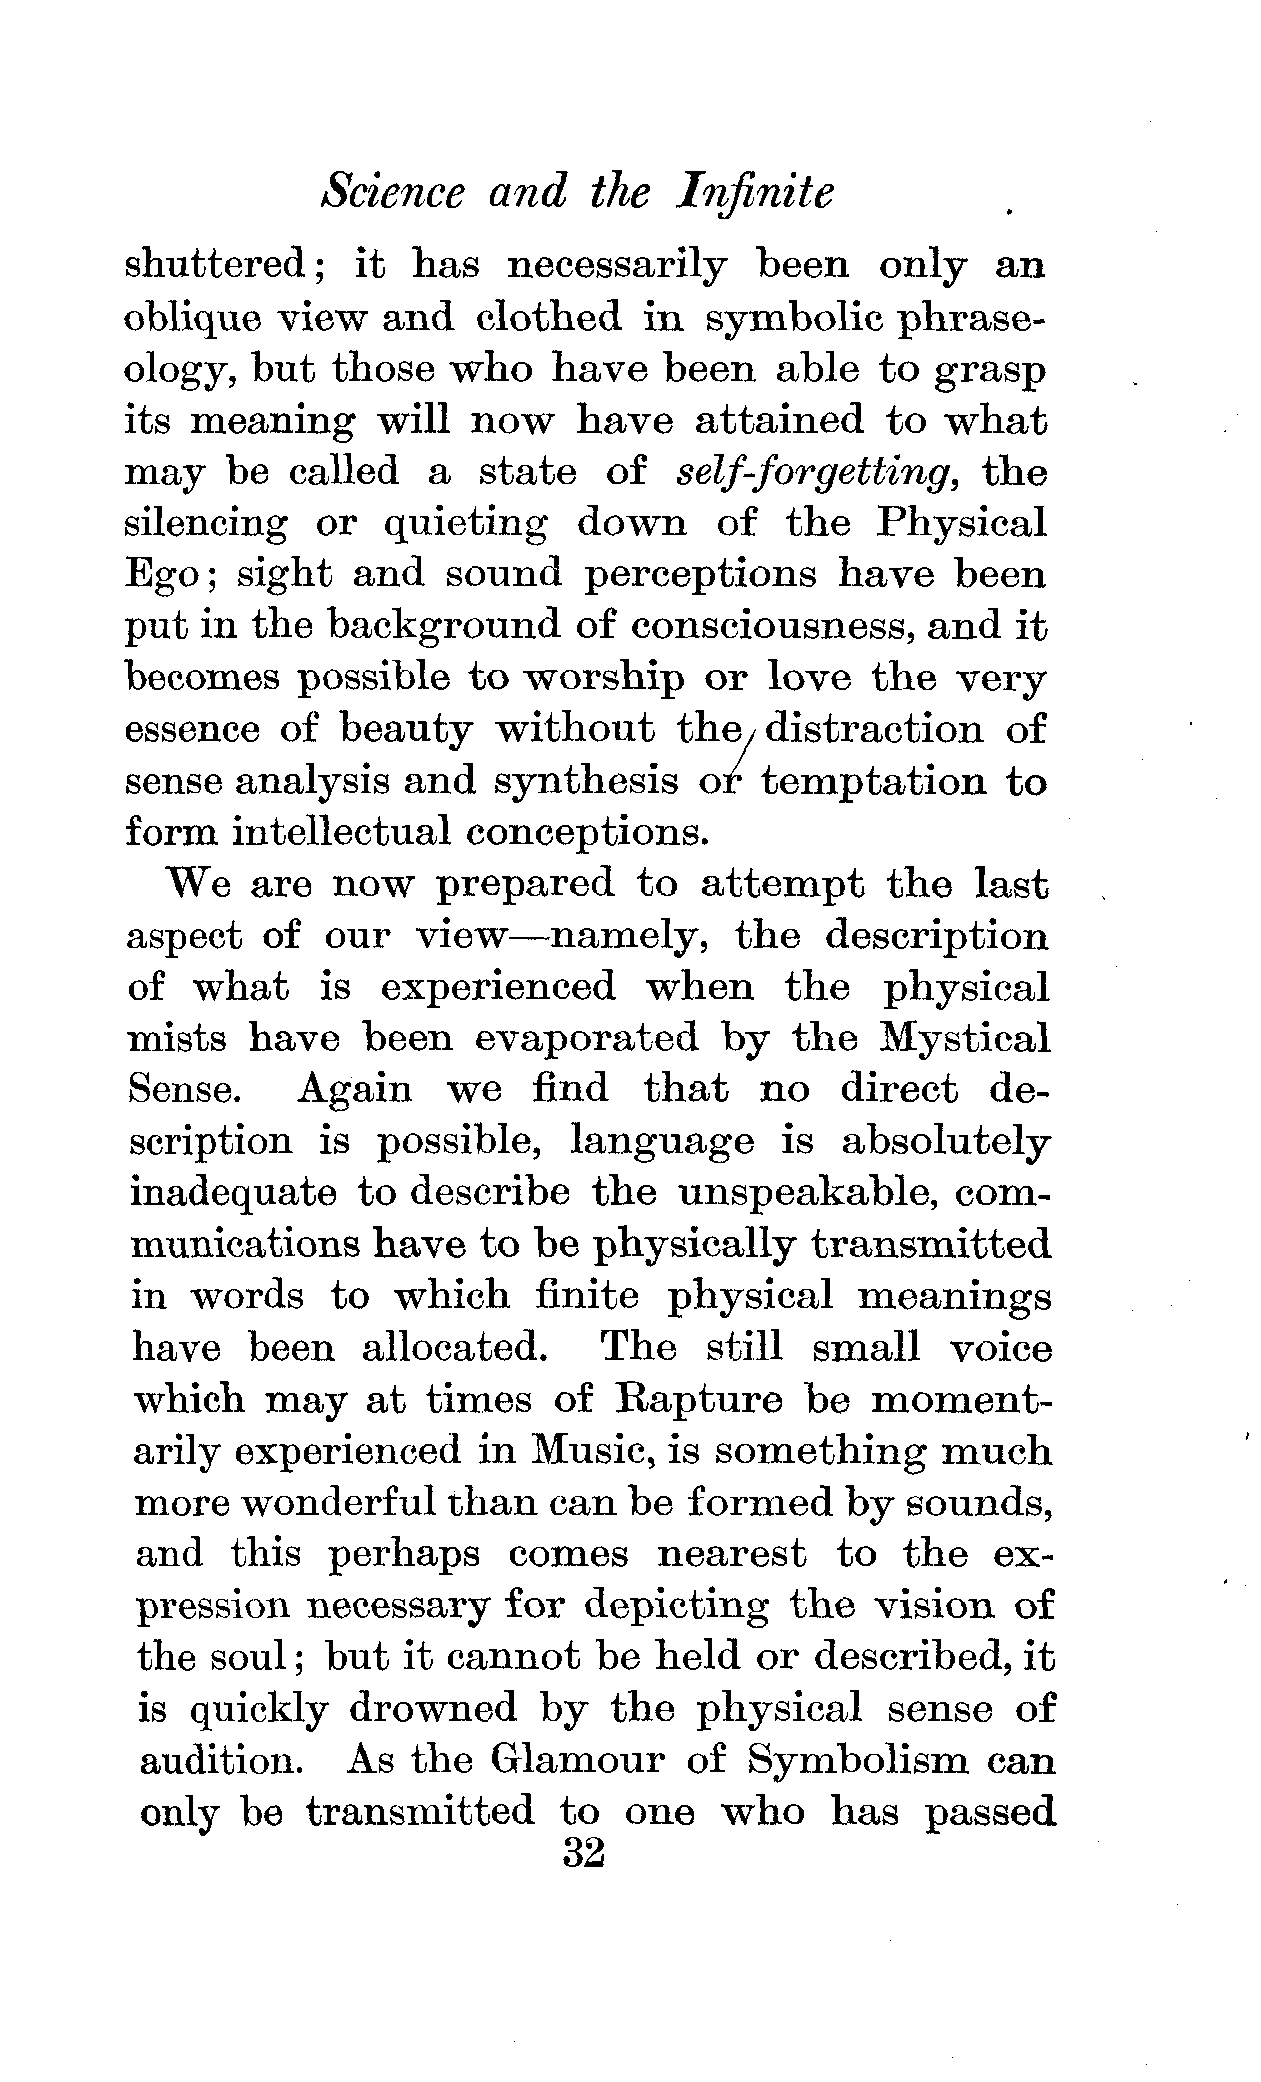 Science and the Infinite
shuttered; it has necessarily been only an
oblique view and clothed in symbolic phrase-
ology, but those who have been able to grasp
its meaning will now have attained to what
may be called a state of self-forgetting, the
silencing or quieting down of the Physical
Ego; sight and sound perceptions have been
put in the background of consciousness, and it
becomes possible to worship or love the very
essence of beauty without the distraction of
sense analysis and synthesis or temptation to
form intellectual conceptions.
We are now prepared to attempt the last
aspect of our view—namely, the description
of what is experienced when the physical
mists have been evaporated by the Mystical
Sense. Again we find that no direct de-
scription is possible, language is absolutely
inadequate to describe the unspeakable, com-
munications have to be physically transmitted
in words to which finite physical meanings
have been allocated. The still small voice
which may at times of Rapture be moment-
arily experienced in Music, is something much
more wonderful than can be formed by sounds,
and this perhaps comes nearest to the ex-
pression necessary for depicting the vision of
the soul; but it cannot be held or described, it
is quickly drowned by the physical sense of
audition. As the Glamour of Symbolism can
only be transmitted to one who has passed
32